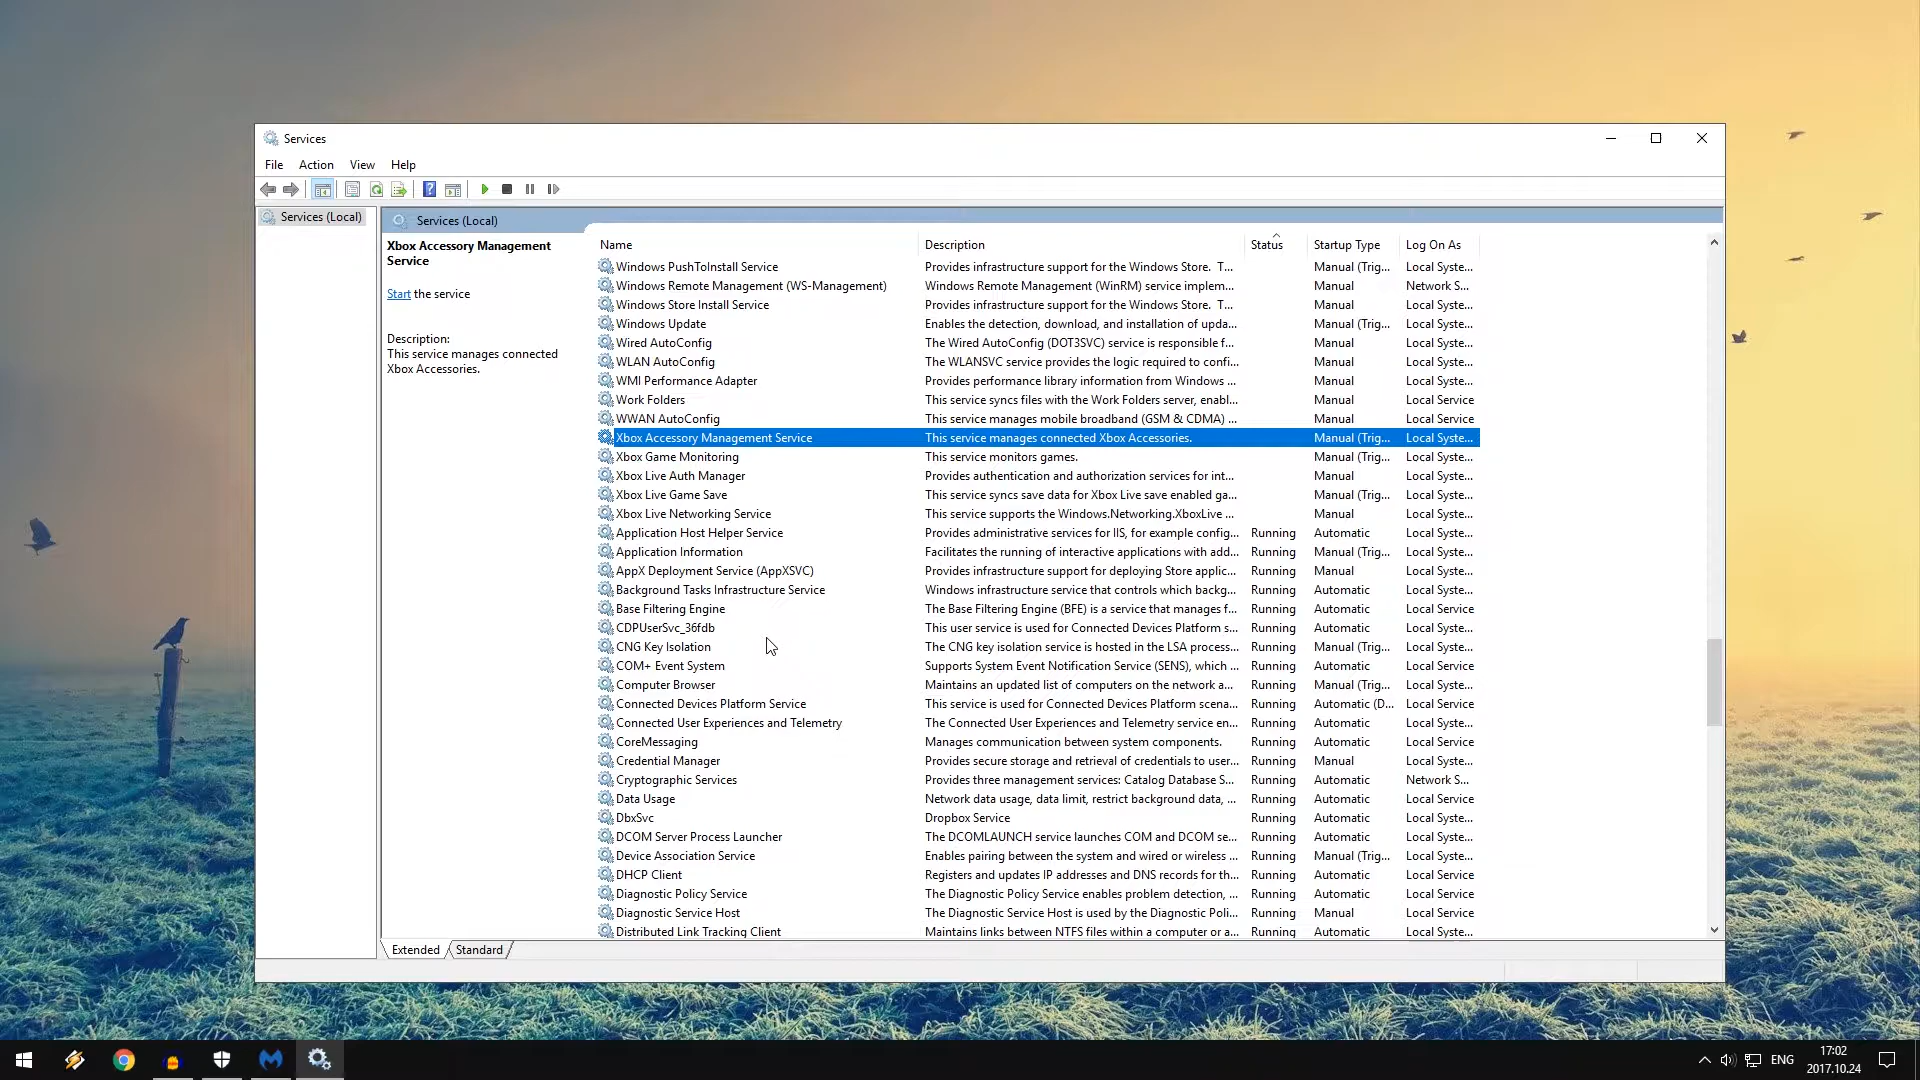 Services
File Action View Help
Services (Local)
Services (Local)
Xbox Accessory Management
Service
Start the service
Description:
This service manages connected
Xbox Accessories.
Name Description Status Startup Type Log On As
Windows PushToInstall Service Provides infrastructure support for the Windows Store. T... Manual (Trig... Local Syste...
Windows Remote Management (WS-Management) Windows Remote Management (WinRM) service implem... Manual Network S...
Windows Store Install Service Provides infrastructure support for the Windows Store. T... Manual Local Syste...
Windows Update Enables the detection, download, and installation of upda... Manual (Trig... Local Syste...
Wired AutoConfig The Wired AutoConfig (DOT3SVC) service is responsible f... Manual Local Syste...
WLAN AutoConfig The WLANSVC service provides the logic required to confi... Manual Local Syste...
WMI Performance Adapter Provides performance library information from Windows ... Manual Local Syste...
Work Folders This service syncs files with the Work Folders server, enabl... Manual Local Service
WWAN AutoConfig This service manages mobile broadband (GSM & CDMA) ... Manual Local Service
Xbox Accessory Management Service This service manages connected Xbox Accessories. Manual (Trig... Local Syste...
Xbox Game Monitoring This service monitors games. Manual (Trig... Local Syste...
Xbox Live Auth Manager Provides authentication and authorization services for int... Manual Local Syste...
Xbox Live Game Save This service syncs save data for Xbox Live save enabled ga... Manual (Trig... Local Syste...
Xbox Live Networking Service This service supports the Windows.Networking.XboxLive ... Manual Local Syste...
Application Host Helper Service Provides administrative services for IIS, for example config... Running Automatic Local Syste...
Application Information Facilitates the running of interactive applications with add... Running Manual (Trig... Local Syste...
AppX Deployment Service (AppXSVC) Provides infrastructure support for deploying Store applic... Running Manual Local Syste...
Background Tasks Infrastructure Service Windows infrastructure service that controls which backg... Running Automatic Local Syste...
Base Filtering Engine The Base Filtering Engine (BFE) is a service that manages f... Running Automatic Local Service
CDPUserSvc_36fdb This user service is used for Connected Devices Platform s... Running Automatic Local Syste...
CNG Key Isolation The CNG key isolation service is hosted in the LSA process... Running Manual (Trig... Local Syste...
COM+ Event System Supports System Event Notification Service (SENS), which ... Running Automatic Local Service
Computer Browser Maintains an updated list of computers on the network a... Running Manual (Trig... Local Syste...
Connected Devices Platform Service This service is used for Connected Devices Platform scena... Running Automatic (D... Local Service
Connected User Experiences and Telemetry The Connected User Experiences and Telemetry service en... Running Automatic Local Syste...
CoreMessaging Manages communication between system components. Running Automatic Local Service
Credential Manager Provides secure storage and retrieval of credentials to user... Running Manual Local Syste...
Cryptographic Services Provides three management services: Catalog Database S... Running Automatic Network S...
Data Usage Network data usage, data limit, restrict background data, ... Running Automatic Local Service
DbxSvc Dropbox Service Running Automatic Local Syste...
DCOM Server Process Launcher The DCOMLAUNCH service launches COM and DCOM se... Running Automatic Local Syste...
Device Association Service Enables pairing between the system and wired or wireless ... Running Manual (Trig... Local Syste...
DHCP Client Registers and updates IP addresses and DNS records for th... Running Automatic Local Service
Diagnostic Policy Service The Diagnostic Policy Service enables problem detection, ... Running Automatic Local Service
Diagnostic Service Host The Diagnostic Service Host is used by the Diagnostic Poli... Running Manual Local Service
Distributed Link Tracking Client Maintains links between NTFS files within a computer or a... Running Automatic Local Syste...
Extended Standard
ENG 17:02
2017.10.24